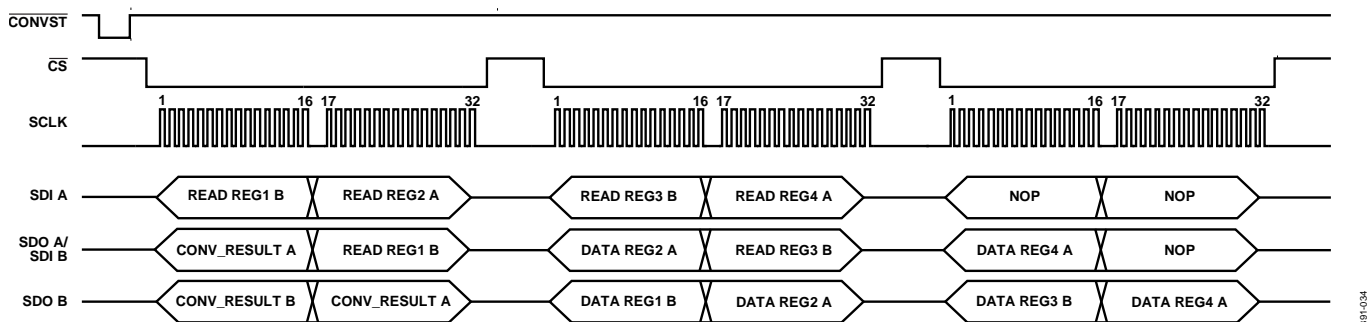 CONVST
CS
1 16 17 32 1 16 17 32 1 16 17 32
SCLK
SDI A READ REG1 B READ REG2 A READ REG3 B READ REG4 A NOP NOP
SDO A/
SDI B CONV_RESULT A READ REG1 B DATA REG2 A READ REG3 B DATA REG4 A NOP
SDO B CONV_RESULT B CONV_RESULT A DATA REG1 B DATA REG2 A DATA REG3 B DATA REG4 A